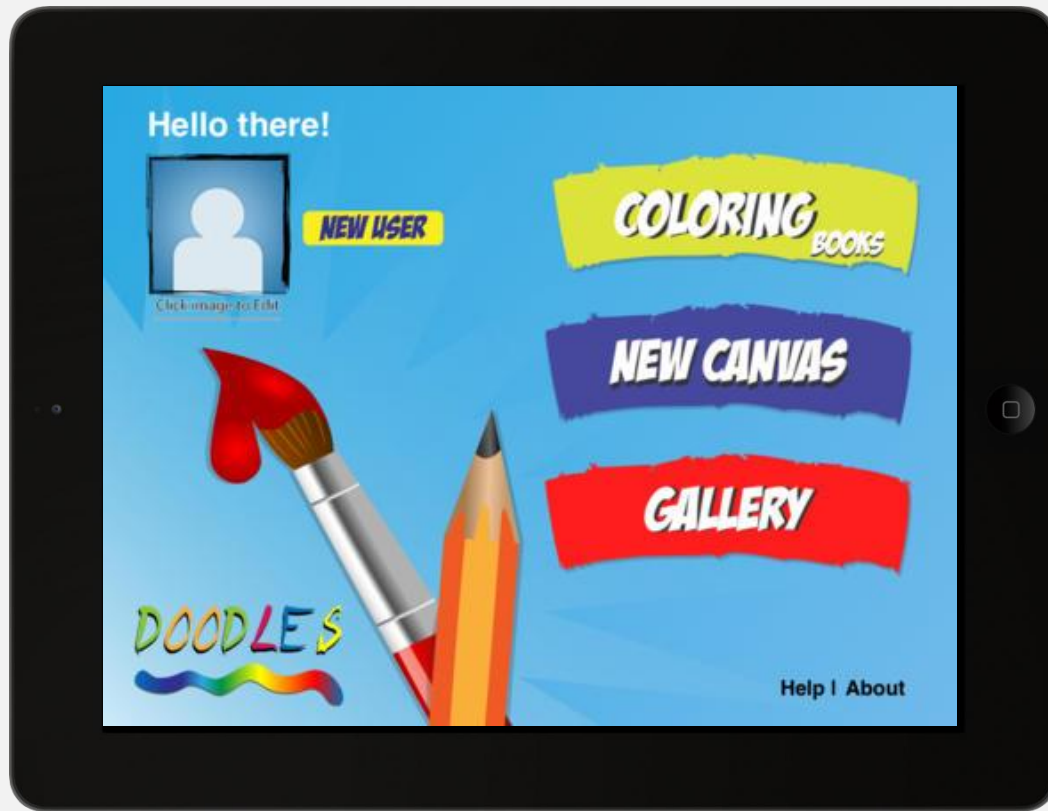 Hello there!
NEW USER
Click image to Edit
COLORING BOOKS
NEW CANVAS
GALLERY
DOODLES
Help | About